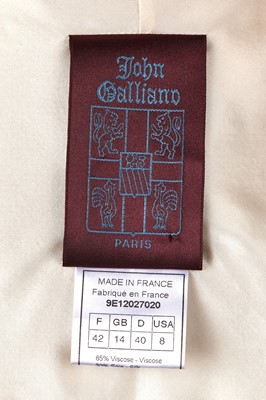 John
Galliano
PARIS
MADE IN FRANCE
Fabriqué en France
9E12027020
F GB D USA
42 14 40 8
65% Viscose - Viscose